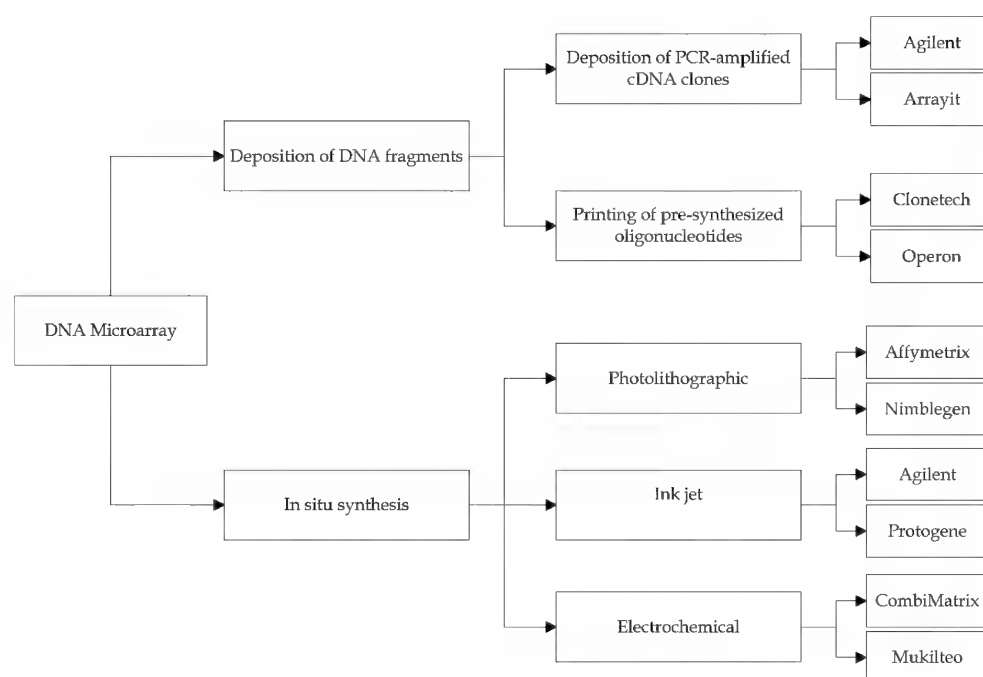 Deposition of PCR-amplified
cDNA clones
Agilent
Arrayit
Deposition of DNA fragments
Printing of pre-synthesized
oligonucleotides
Clonetech
Operon
DNA Microarray
Photolithographic
Affymetrix
Nimblegen
In situ synthesis
Ink jet
Agilent
Protogene
Electrochemical
CombiMatrix
Mukilteo